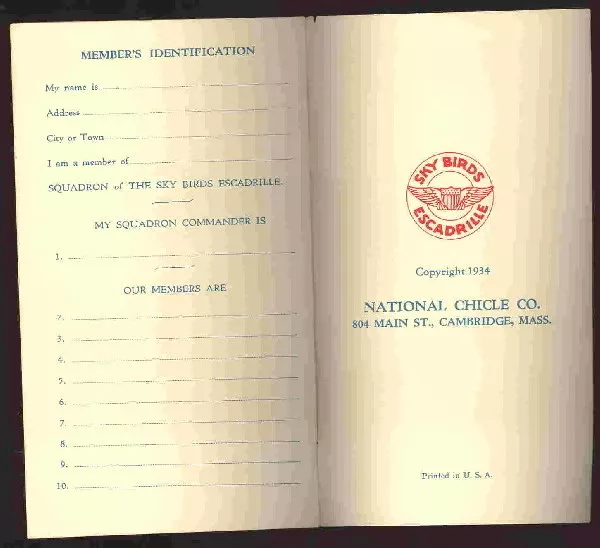 MEMBER'S IDENTIFICATION
My name is
Address
City or Town
I am a member of
SQUADRON of THE SKY BIRDS ESCADRILLE.
MY SQUADRON COMMANDER IS
1.
OUR MEMBERS ARE
2.
3.
4.
5.
6.
7.
8.
9.
10.
SKY BIRDS
ESCADRILLE
Copyright 1934
NATIONAL CHICLE CO.
804 MAIN ST., CAMBRIDGE, MASS.
Printed in U. S. A.